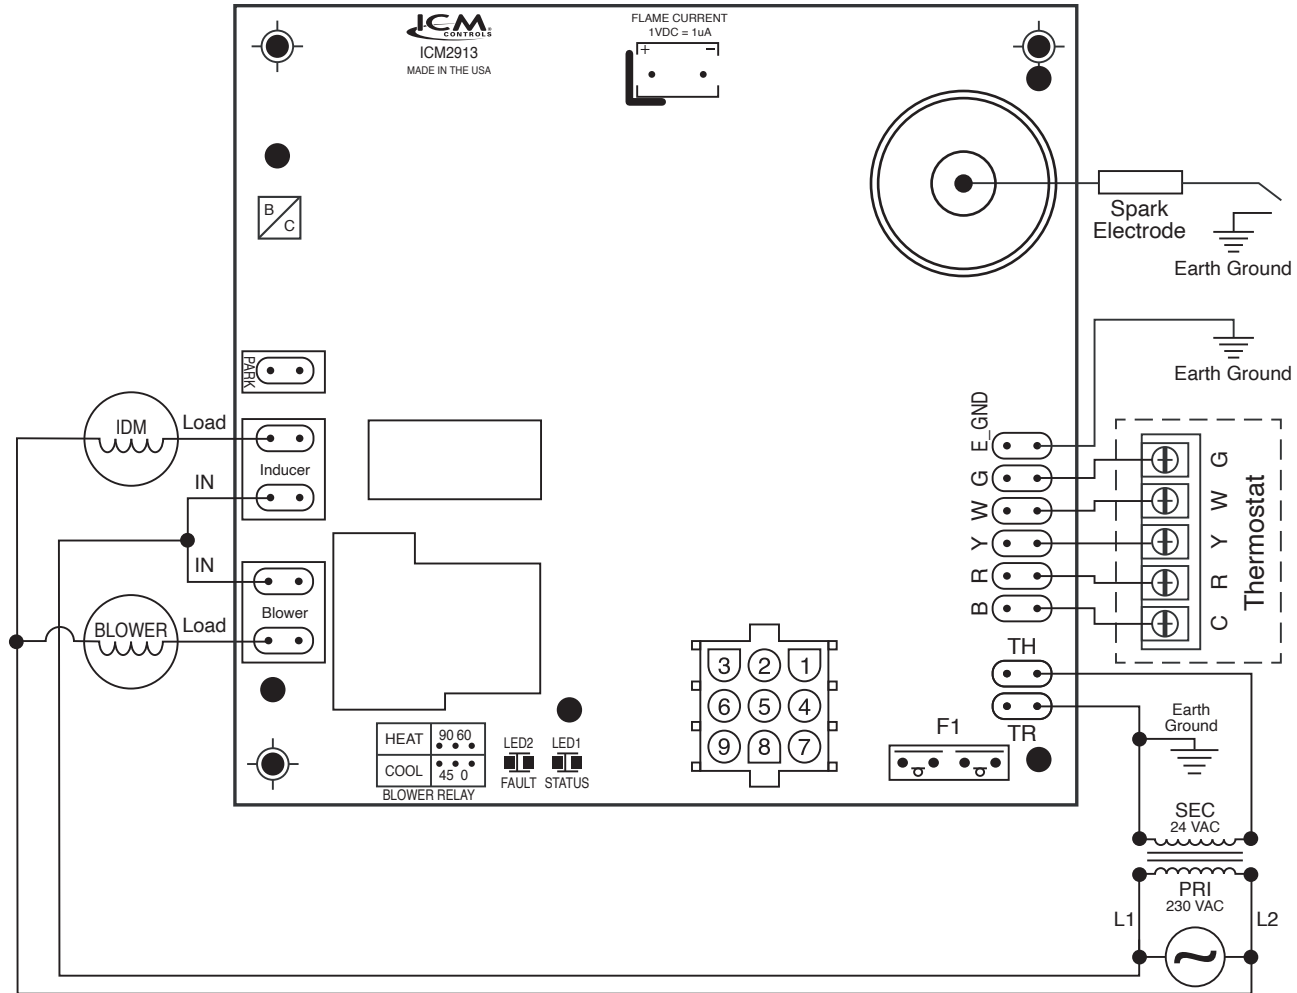 ICM
CONTROLS
ICM2913
MADE IN THE USA
FLAME CURRENT
1VDC = 1uA
+ −
B/C
Spark
Electrode
Earth Ground
Earth Ground
PARK
IDM
Load
Inducer
IN
IN
Blower
BLOWER
Load
E_GND
G
W
Y
R
B
TH
TR
G
W
Y
R
C
Thermostat
3 2 1
6 5 4
9 8 7
F1
HEAT 90 60
COOL 45 0
BLOWER RELAY
LED2
FAULT
LED1
STATUS
Earth
Ground
SEC
24 VAC
PRI
230 VAC
L1
L2